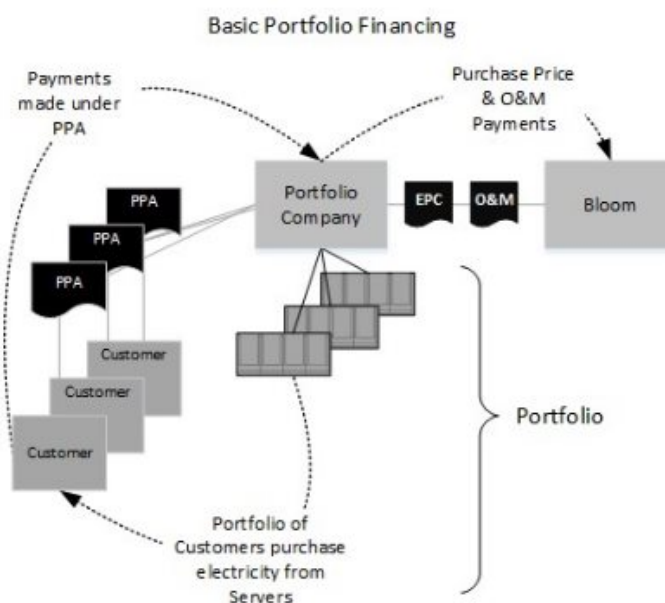 Basic Portfolio Financing
Payments
made under
PPA
Purchase Price
& O&M
Payments
Portfolio
Company
EPC
O&M
Bloom
PPA
PPA
PPA
Customer
Customer
Customer
Portfolio
Portfolio of
Customers purchase
electricity from
Servers